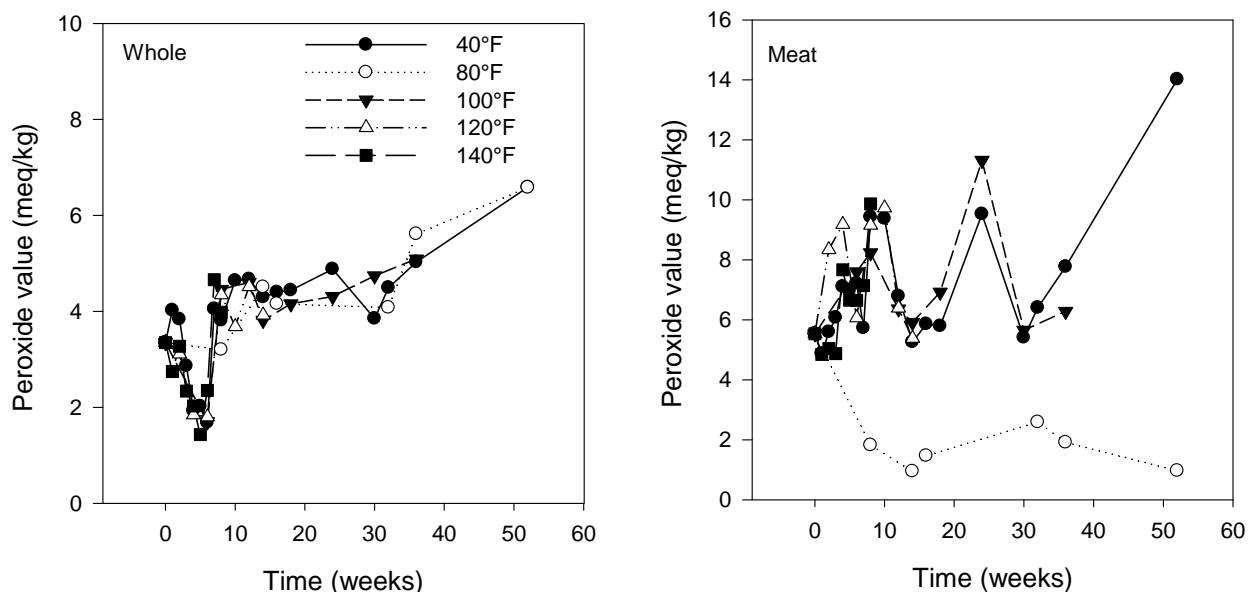 Whole
40°F
80°F
100°F
120°F
140°F
Peroxide value (meq/kg)
10
8
6
4
2
0
0 10 20 30 40 50 60
Time (weeks)
Meat
Peroxide value (meq/kg)
16
14
12
10
8
6
4
2
0
0 10 20 30 40 50 60
Time (weeks)